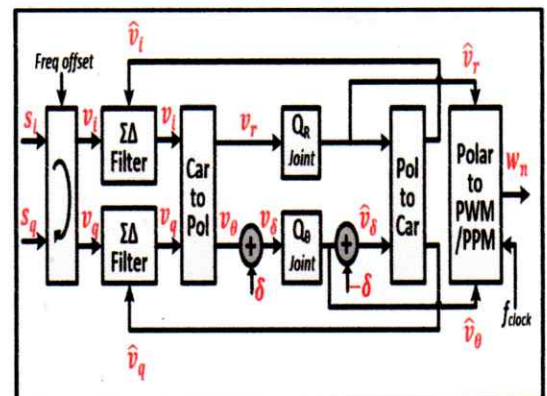 v̂_i
Freq offset
v̂_r
s_i
v_i
ΣΔ
Filter
v_i
Car
to
Pol
v_r
Q_R
Joint
Pol
to
Car
Polar
to
PWM
/PPM
w_n
s_q
v_q
ΣΔ
Filter
v_q
v_θ
+
v_δ
Q_θ
Joint
+
v̂_δ
δ
−δ
f_clock
v̂_q
v̂_θ